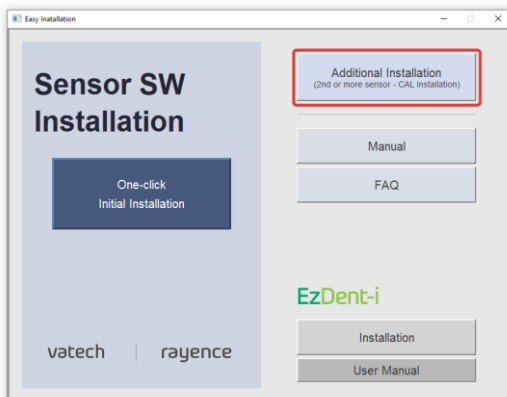 Easy Inatallation
Sensor SW
Installation
One-click
Initial Installation
vatech
rayence
Additional Installation
(2nd or more sensor - CAL Installation)
Manual
FAQ
EzDent-i
Installation
User Manual